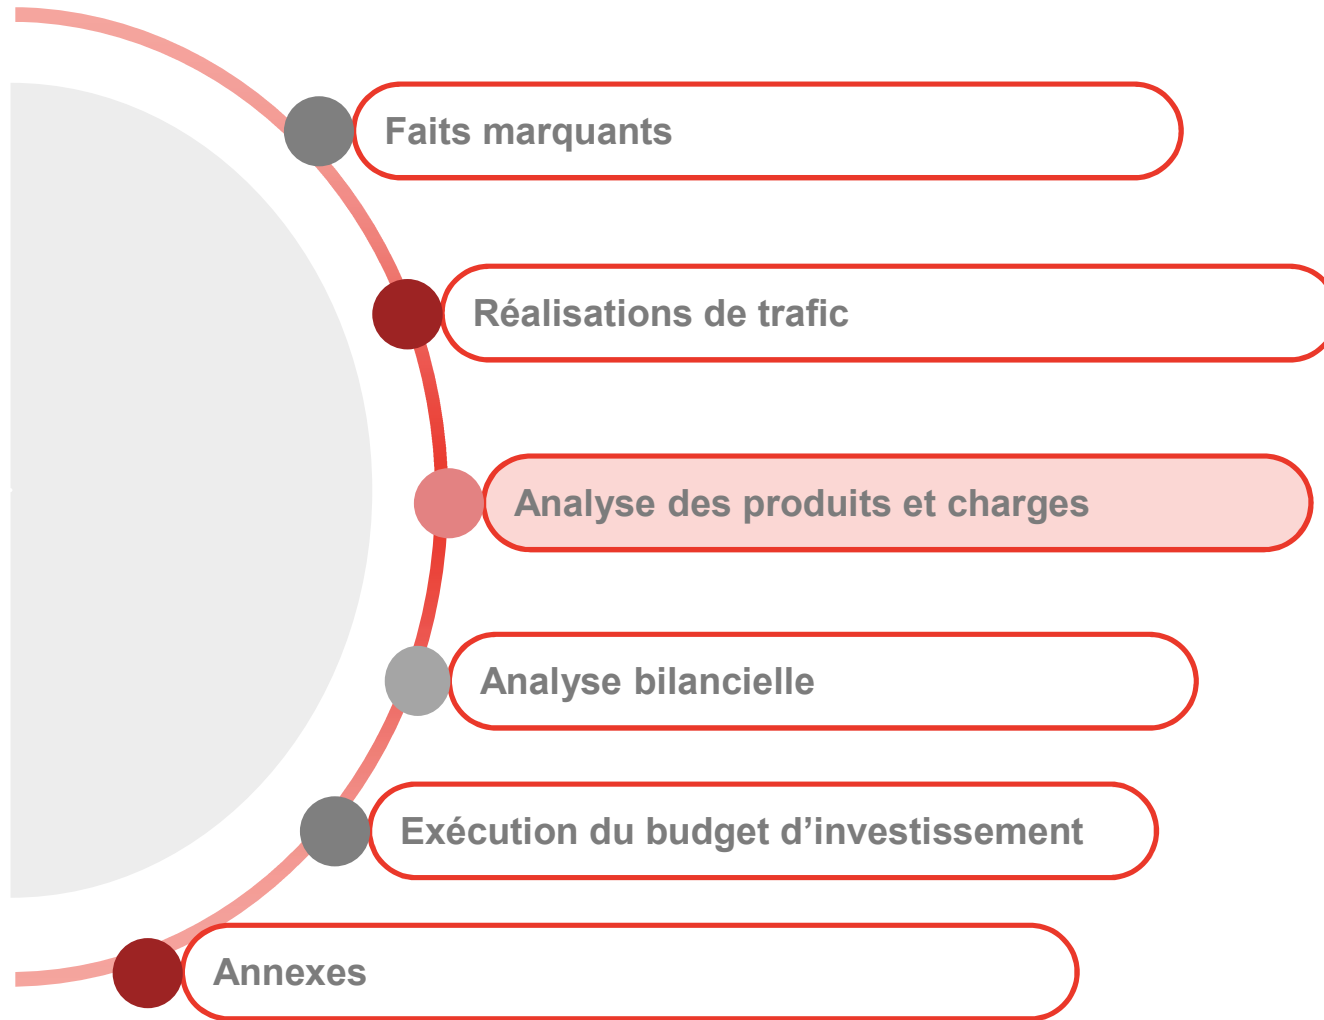 Faits marquants
Réalisations de trafic
Analyse des produits et charges
Analyse bilancielle
Exécution du budget d’investissement
Annexes